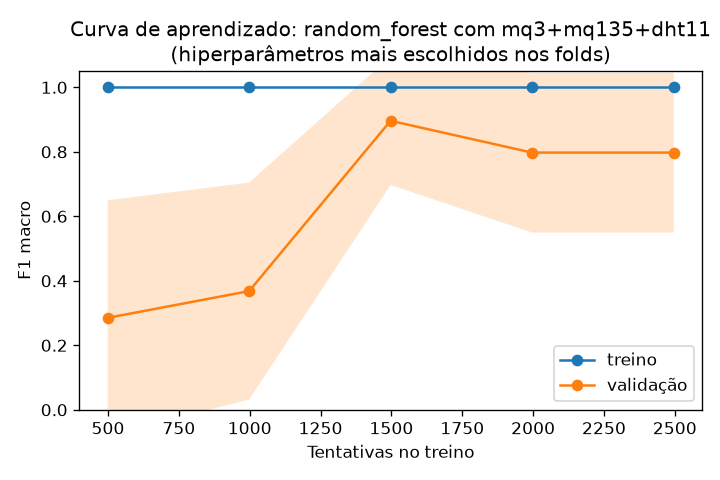 Curva de aprendizado: random_forest com mq3+mq135+dht11
(hiperparâmetros mais escolhidos nos folds)
1.0
0.8
0.6
0.4
0.2
0.0
F1 macro
treino
validação
500
750
1000
1250
1500
1750
2000
2250
2500
Tentativas no treino